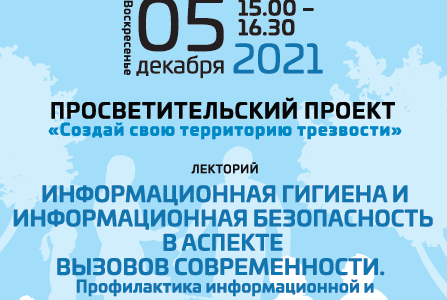 Воскресенье
05
15.00 –
16.30
декабря 2021
ПРОСВЕТИТЕЛЬСКИЙ ПРОЕКТ
«Создай свою территорию трезвости»
ЛЕКТОРИЙ
ИНФОРМАЦИОННАЯ ГИГИЕНА И
ИНФОРМАЦИОННАЯ БЕЗОПАСНОСТЬ
В АСПЕКТЕ
ВЫЗОВОВ СОВРЕМЕННОСТИ.
Профилактика информационной и